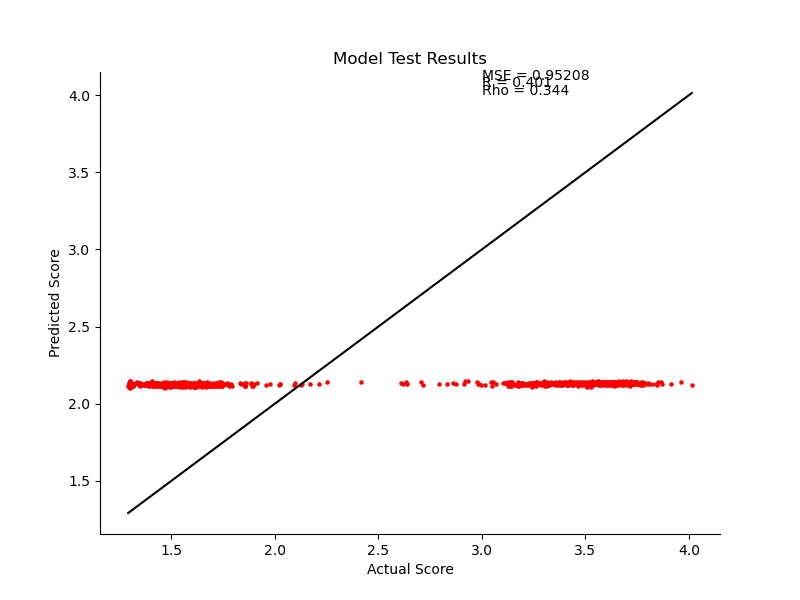 Model Test Results
MSE = 0.95208
R = 0.401
Rho = 0.344
Predicted Score
4.0
3.5
3.0
2.5
2.0
1.5
1.5
2.0
2.5
3.0
3.5
4.0
Actual Score